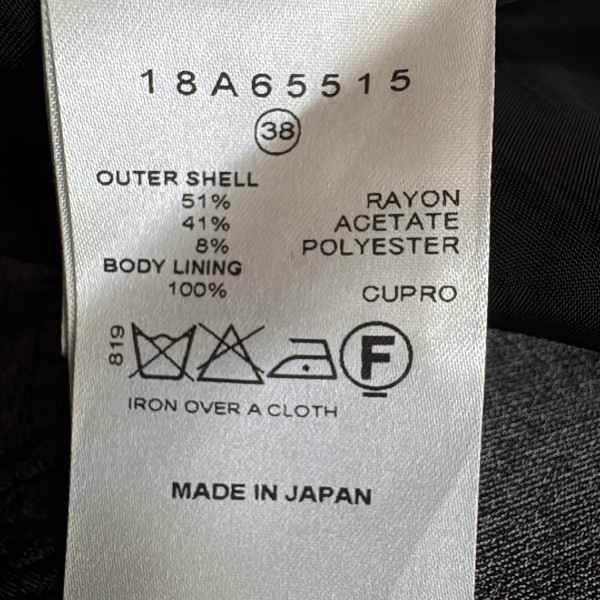 18A65515
38
OUTER SHELL
51% RAYON
41% ACETATE
8% POLYESTER
BODY LINING
100% CUPRO
819
F
IRON OVER A CLOTH
MADE IN JAPAN